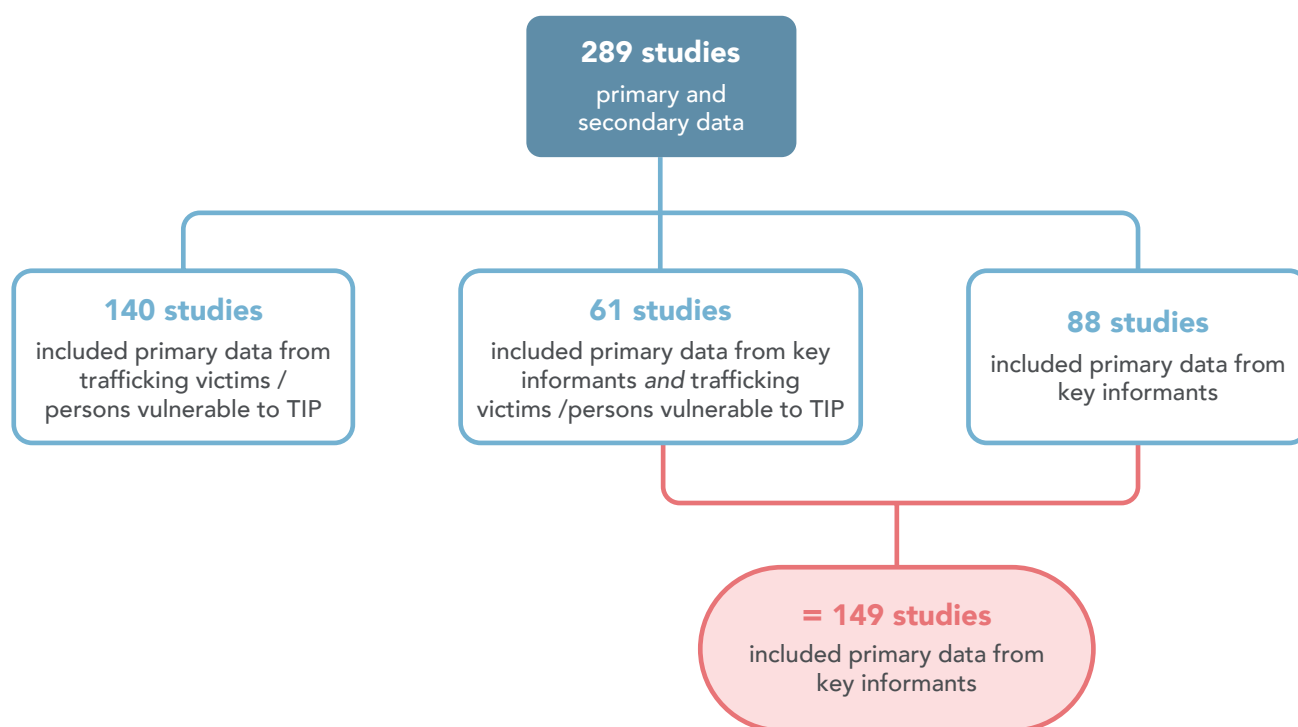 289 studies
primary and
secondary data
140 studies
included primary data from
trafficking victims /
persons vulnerable to TIP
61 studies
included primary data from key
informants and trafficking
victims /persons vulnerable to TIP
88 studies
included primary data from
key informants
= 149 studies
included primary data from
key informants